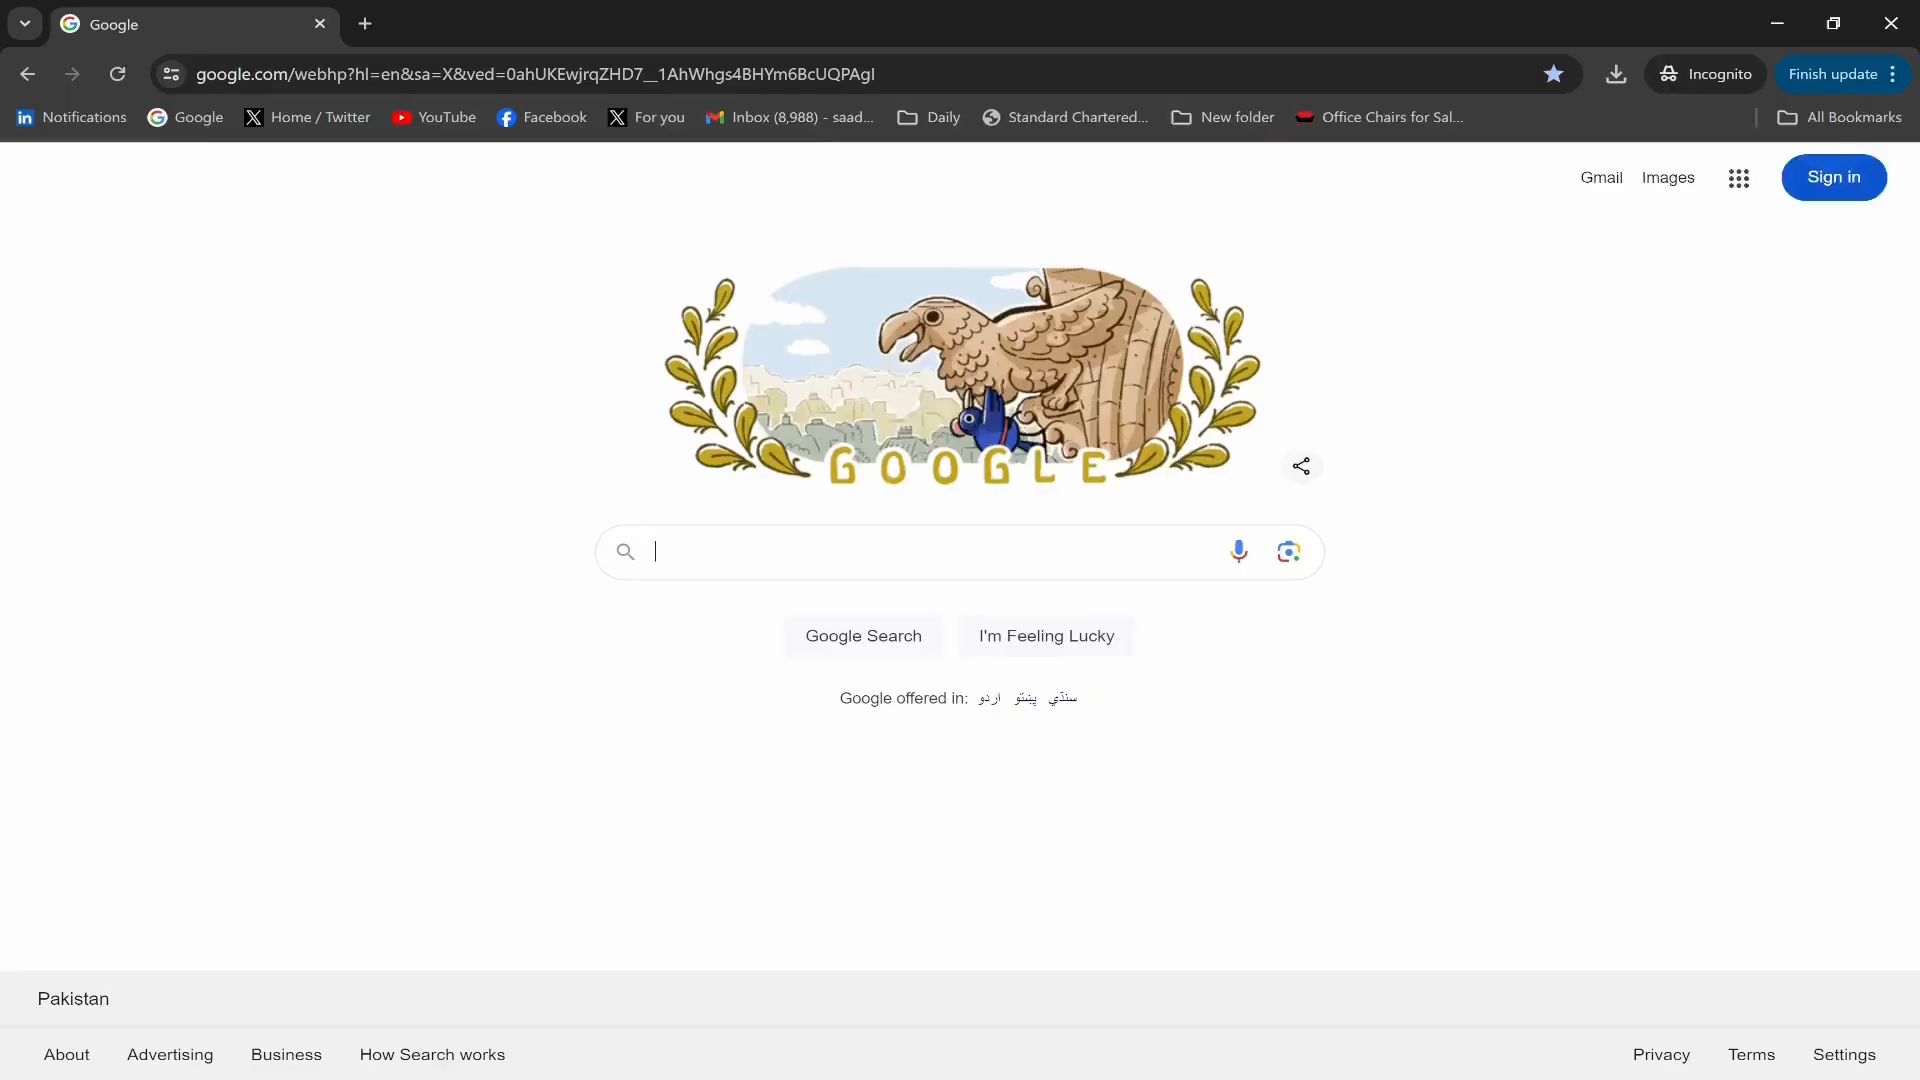 Google
google.com/webhp?hl=en&sa=X&ved=0ahUKEwjrqZHD7__1AhWhgs4BHYm6BcUQPAgI
Incognito
Finish update
Notifications
Google
Home / Twitter
YouTube
Facebook
For you
Inbox (8,988) - saad...
Daily
Standard Chartered...
New folder
Office Chairs for Sal...
All Bookmarks
Gmail
Images
Sign in
GOOGLE
Google Search
I'm Feeling Lucky
Google offered in: اردو پښتو سنڌي
Pakistan
About
Advertising
Business
How Search works
Privacy
Terms
Settings